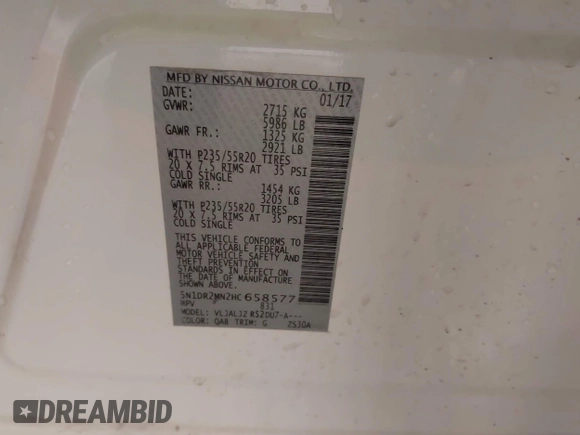 MFD BY NISSAN MOTOR CO., LTD.
DATE: 01/17
GVWR: 2715 KG
5986 LB
GAWR FR.: 1325 KG
2921 LB
WITH P235/55R20 TIRES
20 X 7.5 RIMS AT 35 PSI
COLD SINGLE
GAWR RR.: 1454 KG
3205 LB
WITH P235/55R20 TIRES
20 X 7.5 RIMS AT 35 PSI
COLD SINGLE
THIS VEHICLE CONFORMS TO
ALL APPLICABLE FEDERAL
MOTOR VEHICLE SAFETY AND
THEFT PREVENTION
STANDARDS IN EFFECT ON
THE DATE OF MANUFACTURE
5N1DR2MN2HC658577
MPV 831
MODEL: VLJALJZ R52DU7-A---
COLOR: QAB TRIM: G 2S30A
DREAMBID